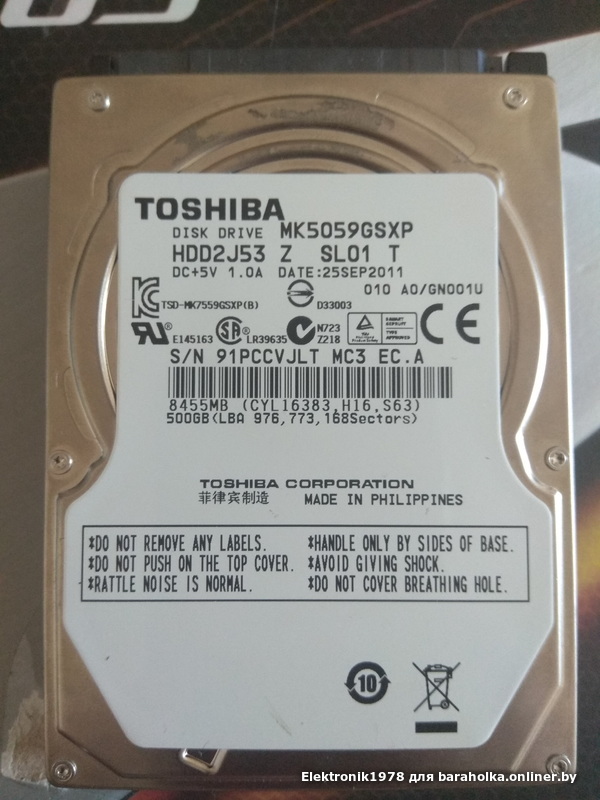 TOSHIBA
DISK DRIVE MK5059GSXP
HDD2J53 Z SL01 T
DC+5V 1.0A DATE:25SEP2011
010 A0/GN001U
TSD-MK7559GSXP(B) D33003
E145163 LR39635 N723
Z218
S/N 91PCCVJLT MC3 EC.A
8455MB (CYL16383,H16,S63)
500GB(LBA 976,773,168Sectors)
TOSHIBA CORPORATION
菲律宾制造 MADE IN PHILIPPINES
*DO NOT REMOVE ANY LABELS. *HANDLE ONLY BY SIDES OF BASE.
*DO NOT PUSH ON THE TOP COVER. *AVOID GIVING SHOCK.
*RATTLE NOISE IS NORMAL. *DO NOT COVER BREATHING HOLE.
10
Elektronik1978 для baraholka.onliner.by